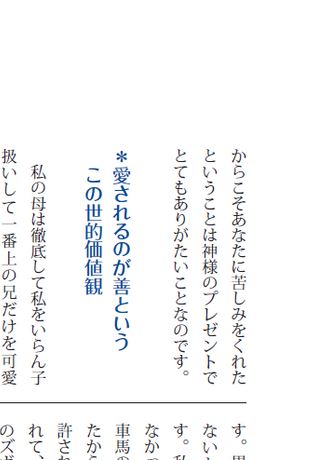 からこそあなたに苦しみをくれた
ということは神様のプレゼントで
とてもありがたいことなのです。
＊愛されるのが善という
この世的価値観
私の母は徹底して私をいらん子
扱いして一番上の兄だけを可愛
す。
ない
す。私
なかっ
車馬の
たから
許され
れて、
のズボ